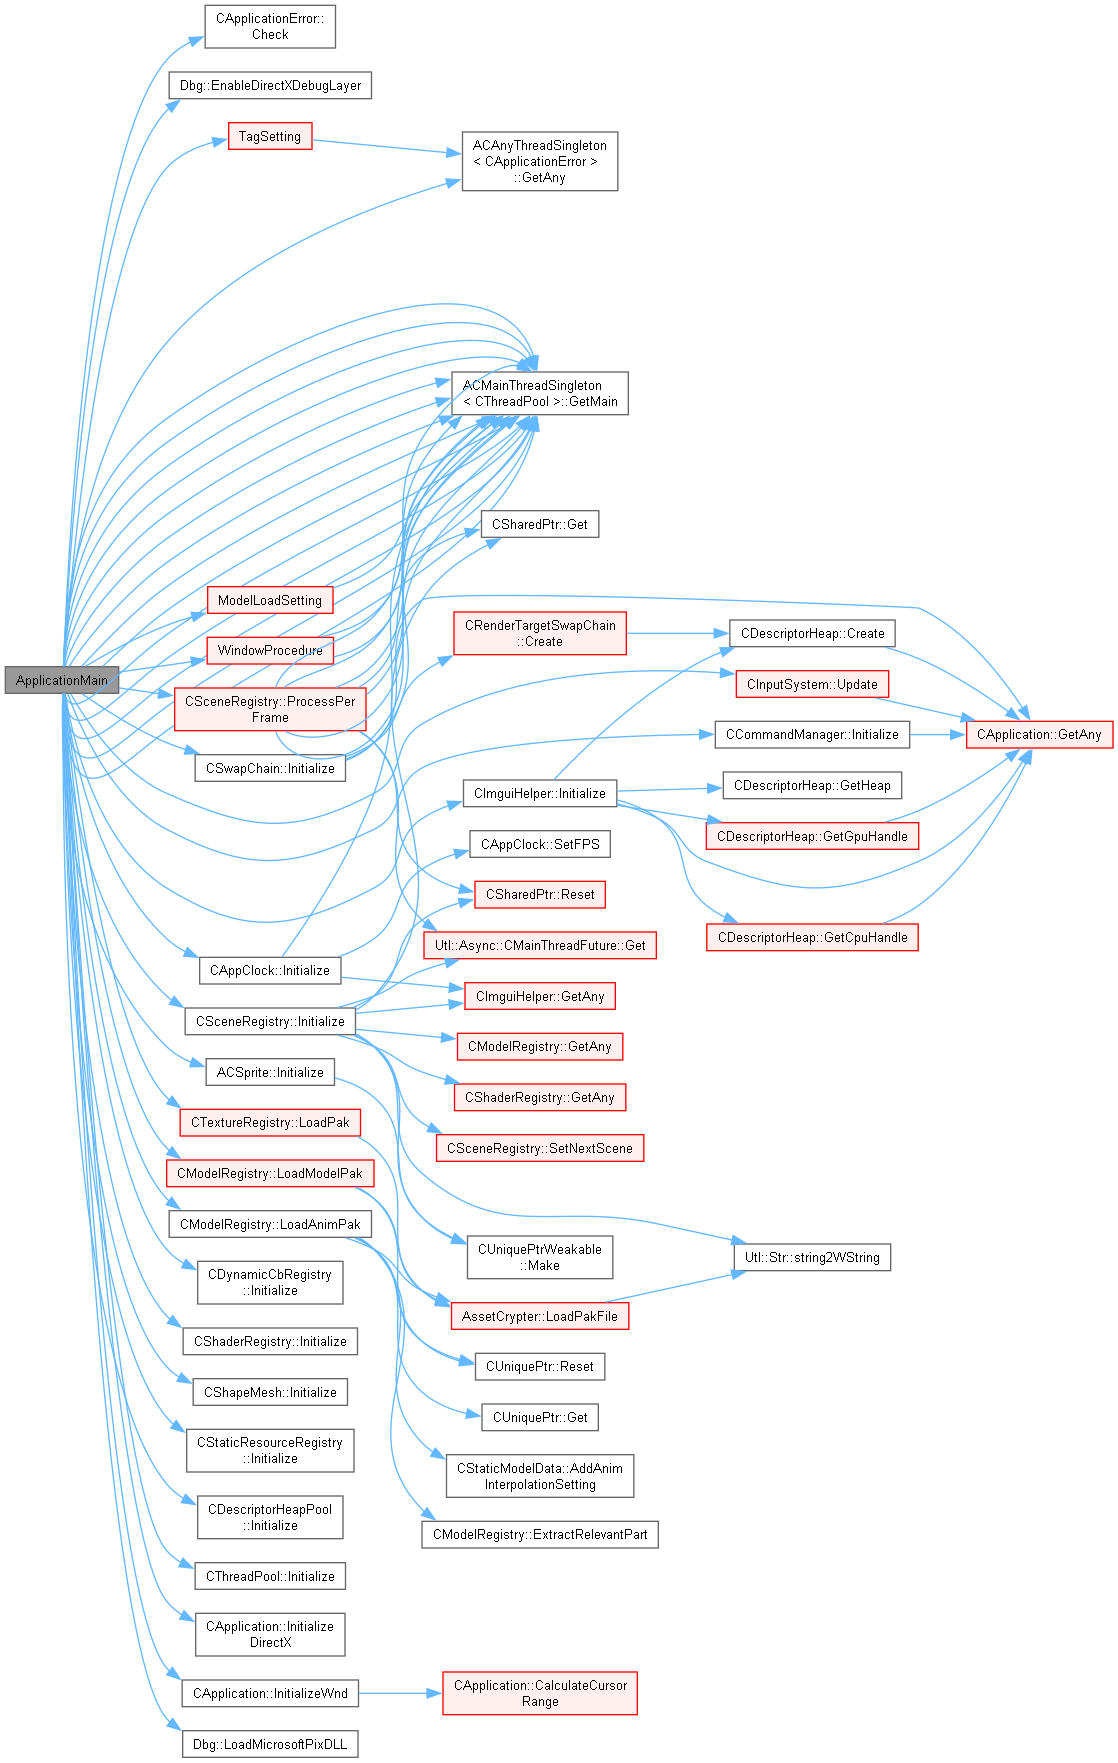 CApplicationError::
Check
Dbg::EnableDirectXDebugLayer
TagSetting
ACAnyThreadSingleton
< CApplicationError >
::GetAny
ACMainThreadSingleton
< CThreadPool >::GetMain
CSharedPtr::Get
ModelLoadSetting
CRenderTargetSwapChain
::Create
CDescriptorHeap::Create
WindowProcedure
ApplicationMain
CInputSystem::Update
CSceneRegistry::ProcessPer
Frame
CCommandManager::Initialize
CApplication::GetAny
CSwapChain::Initialize
CImguiHelper::Initialize
CDescriptorHeap::GetHeap
CDescriptorHeap::GetGpuHandle
CAppClock::SetFPS
CSharedPtr::Reset
CDescriptorHeap::GetCpuHandle
Utl::Async::CMainThreadFuture::Get
CAppClock::Initialize
CImguiHelper::GetAny
CSceneRegistry::Initialize
CModelRegistry::GetAny
ACSprite::Initialize
CShaderRegistry::GetAny
CTextureRegistry::LoadPak
CSceneRegistry::SetNextScene
CModelRegistry::LoadModelPak
CModelRegistry::LoadAnimPak
CUniquePtrWeakable
::Make
Utl::Str::string2WString
CDynamicCbRegistry
::Initialize
AssetCrypter::LoadPakFile
CShaderRegistry::Initialize
CUniquePtr::Reset
CShapeMesh::Initialize
CUniquePtr::Get
CStaticResourceRegistry
::Initialize
CStaticModelData::AddAnim
InterpolationSetting
CDescriptorHeapPool
::Initialize
CModelRegistry::ExtractRelevantPart
CThreadPool::Initialize
CApplication::Initialize
DirectX
CApplication::InitializeWnd
CApplication::CalculateCursor
Range
Dbg::LoadMicrosoftPixDLL